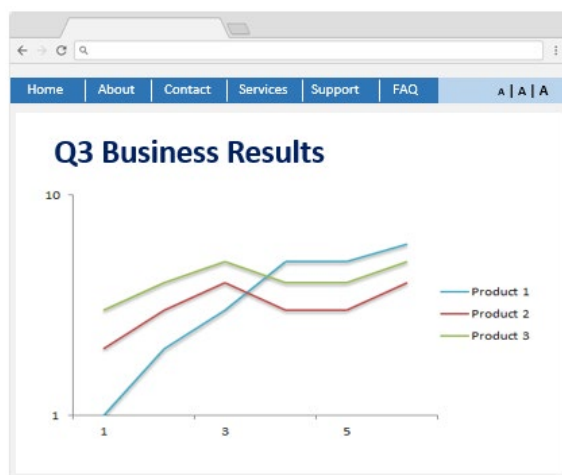 Home About Contact Services Support FAQ A | A | A
Q3 Business Results
10
Product 1
Product 2
Product 3
1
1 3 5